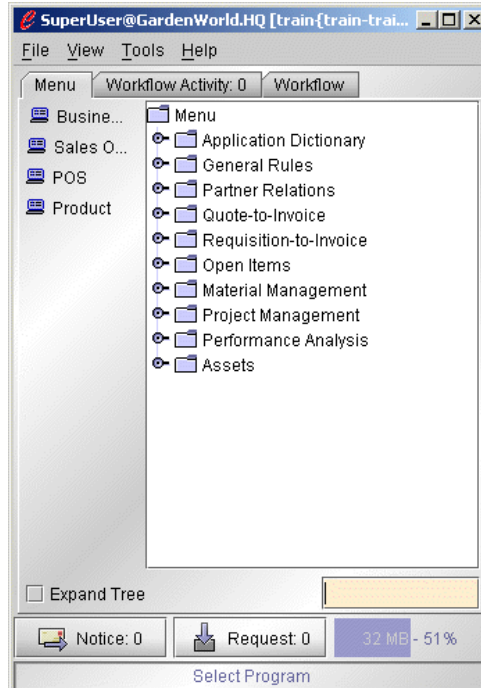 SuperUser@GardenWorld.HQ [train{train-trai...
File View Tools Help
Menu Workflow Activity: 0 Workflow
Busine...
Sales O...
POS
Product
Menu
Application Dictionary
General Rules
Partner Relations
Quote-to-Invoice
Requisition-to-Invoice
Open Items
Material Management
Project Management
Performance Analysis
Assets
Expand Tree
Notice: 0 Request: 0 32 MB - 51%
Select Program